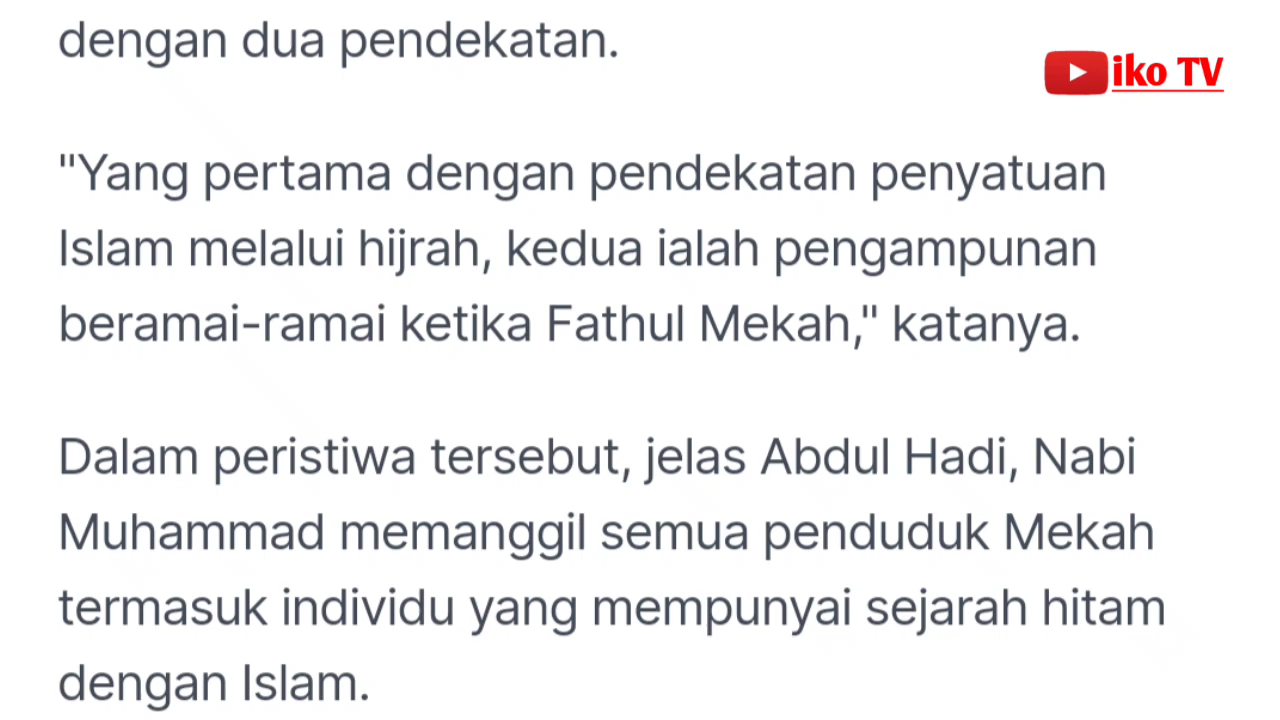 dengan dua pendekatan.
iko TV
"Yang pertama dengan pendekatan penyatuan
Islam melalui hijrah, kedua ialah pengampunan
beramai-ramai ketika Fathul Mekah," katanya.
Dalam peristiwa tersebut, jelas Abdul Hadi, Nabi
Muhammad memanggil semua penduduk Mekah
termasuk individu yang mempunyai sejarah hitam
dengan Islam.